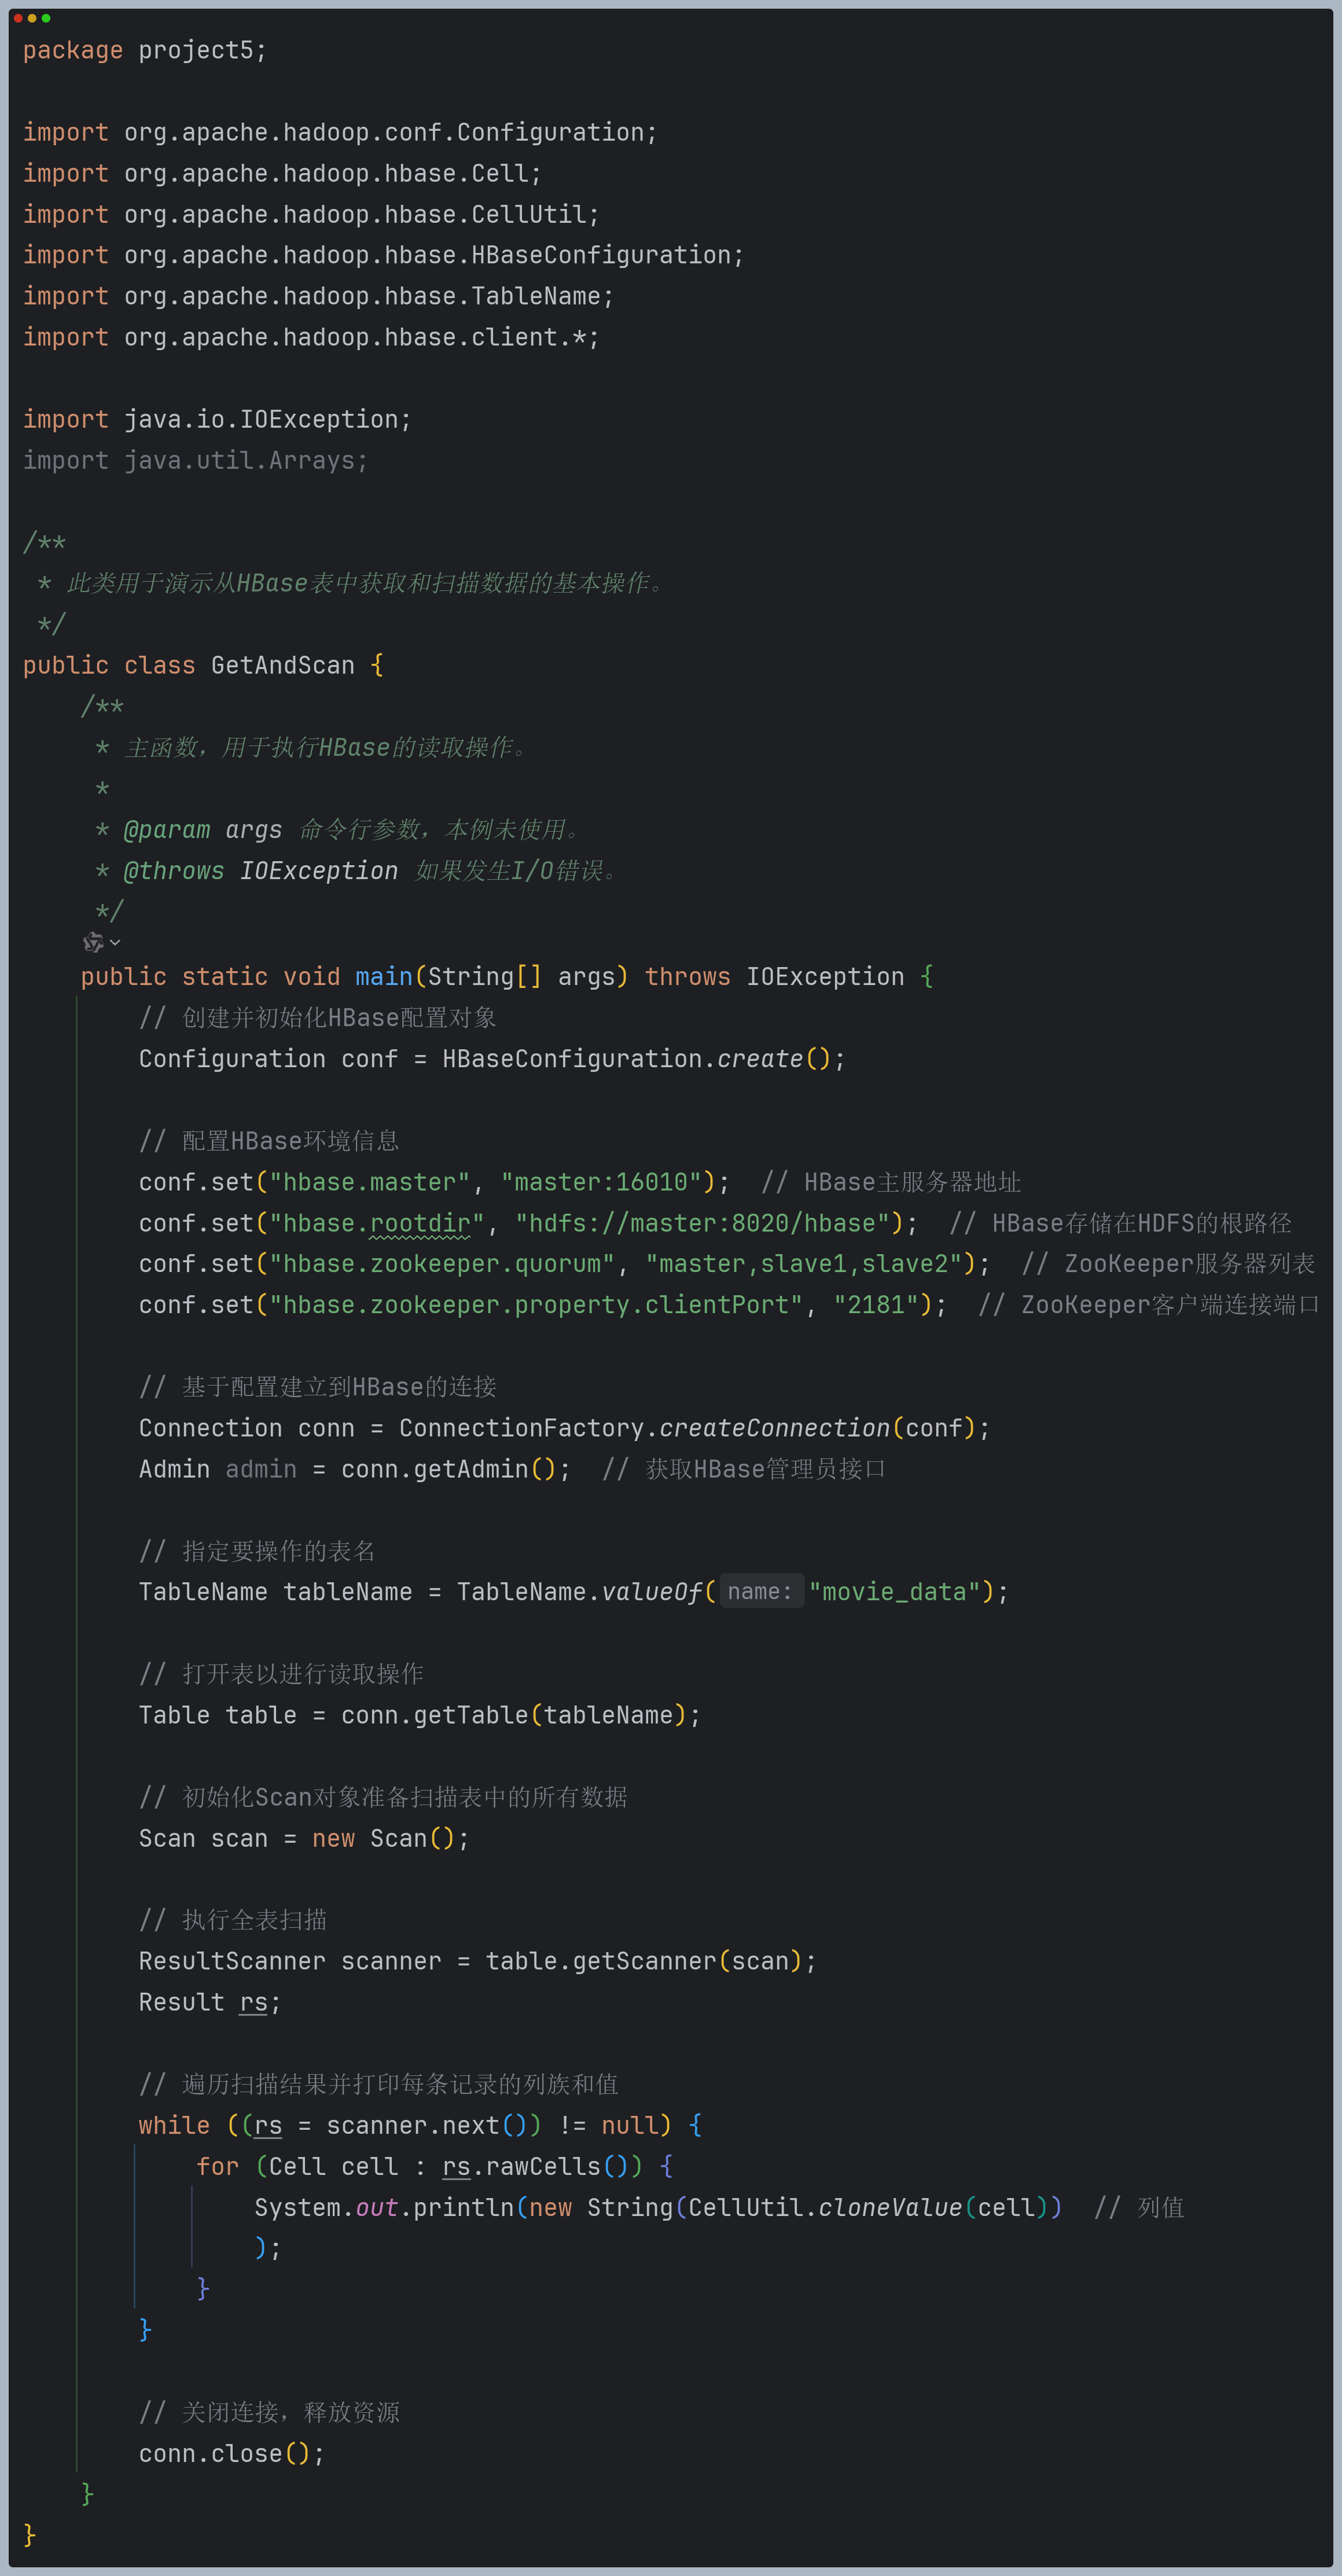 package project5;
import org.apache.hadoop.conf.Configuration;
import org.apache.hadoop.hbase.Cell;
import org.apache.hadoop.hbase.CellUtil;
import org.apache.hadoop.hbase.HBaseConfiguration;
import org.apache.hadoop.hbase.TableName;
import org.apache.hadoop.hbase.client.*;
import java.io.IOException;
import java.util.Arrays;
/**
 * 此类用于演示从HBase表中获取和扫描数据的基本操作。
 */
public class GetAndScan {
    /**
     * 主函数，用于执行HBase的读取操作。
     *
     * @param args 命令行参数，本例未使用。
     * @throws IOException 如果发生I/O错误。
     */
    public static void main(String[] args) throws IOException {
        // 创建并初始化HBase配置对象
        Configuration conf = HBaseConfiguration.create();
        // 配置HBase环境信息
        conf.set("hbase.master", "master:16010");  // HBase主服务器地址
        conf.set("hbase.rootdir", "hdfs://master:8020/hbase");  // HBase存储在HDFS的根路径
        conf.set("hbase.zookeeper.quorum", "master,slave1,slave2");  // ZooKeeper服务器列表
        conf.set("hbase.zookeeper.property.clientPort", "2181");  // ZooKeeper客户端连接端口
        // 基于配置建立到HBase的连接
        Connection conn = ConnectionFactory.createConnection(conf);
        Admin admin = conn.getAdmin();  // 获取HBase管理员接口
        // 指定要操作的表名
        TableName tableName = TableName.valueOf( name: "movie_data");
        // 打开表以进行读取操作
        Table table = conn.getTable(tableName);
        // 初始化Scan对象准备扫描表中的所有数据
        Scan scan = new Scan();
        // 执行全表扫描
        ResultScanner scanner = table.getScanner(scan);
        Result rs;
        // 遍历扫描结果并打印每条记录的列族和值
        while ((rs = scanner.next()) != null) {
            for (Cell cell : rs.rawCells()) {
                System.out.println(new String(CellUtil.cloneValue(cell))  // 列值
                );
            }
        }
        // 关闭连接，释放资源
        conn.close();
    }
}